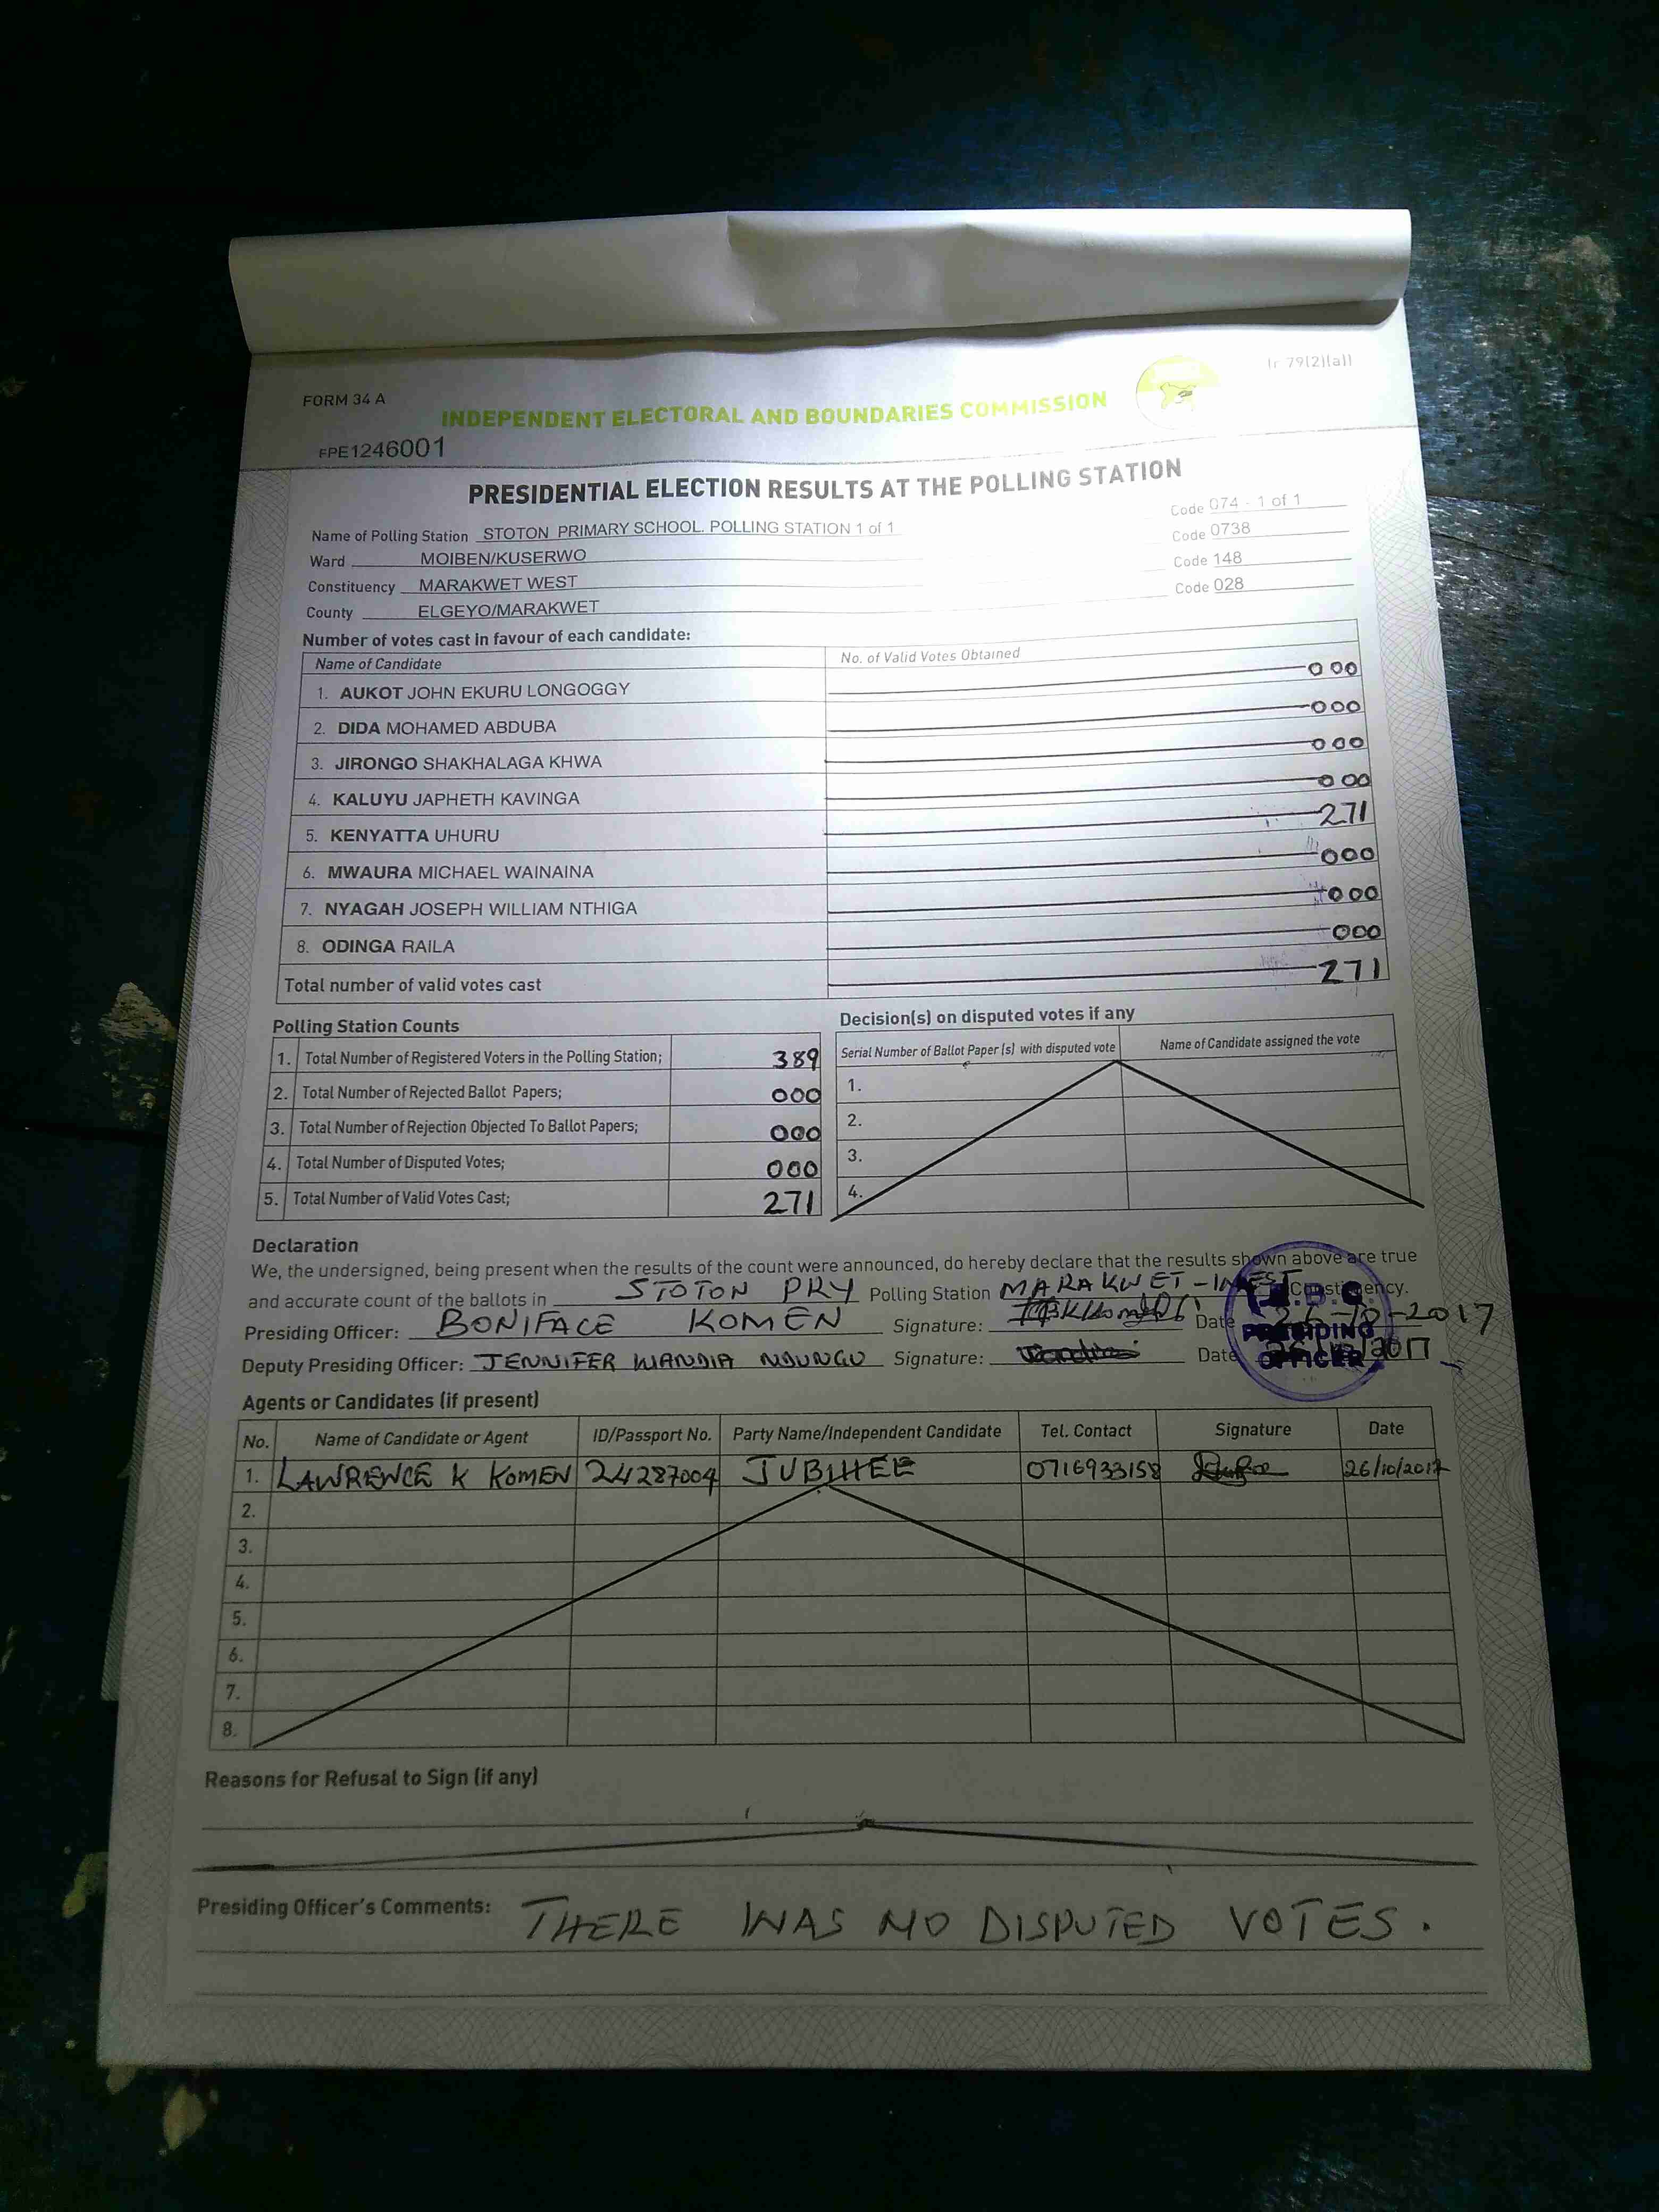 (r 79(2)(a))
FORM 34 A
INDEPENDENT ELECTORAL AND BOUNDARIES COMMISSION
FPE1246001
PRESIDENTIAL ELECTION RESULTS AT THE POLLING STATION
Name of Polling Station STOTON PRIMARY SCHOOL. POLLING STATION 1 of 1 Code 074 - 1 of 1
Ward MOIBEN/KUSERWO Code 0738
Constituency MARAKWET WEST Code 148
County ELGEYO/MARAKWET Code 028
Number of votes cast in favour of each candidate:
Name of Candidate No. of Valid Votes Obtained
1. AUKOT JOHN EKURU LONGOGGY 000
2. DIDA MOHAMED ABDUBA 000
3. JIRONGO SHAKHALAGA KHWA 000
4. KALUYU JAPHETH KAVINGA 000
5. KENYATTA UHURU 271
6. MWAURA MICHAEL WAINAINA 000
7. NYAGAH JOSEPH WILLIAM NTHIGA 000
8. ODINGA RAILA 000
Total number of valid votes cast 271
Polling Station Counts
1. Total Number of Registered Voters in the Polling Station; 389
2. Total Number of Rejected Ballot Papers; 000
3. Total Number of Rejection Objected To Ballot Papers; 000
4. Total Number of Disputed Votes; 000
5. Total Number of Valid Votes Cast; 271
Decision(s) on disputed votes if any
Serial Number of Ballot Paper (s) with disputed vote Name of Candidate assigned the vote
1.
2.
3.
4.
Declaration
We, the undersigned, being present when the results of the count were announced, do hereby declare that the results shown above are true
and accurate count of the ballots in STOTON PRY Polling Station MARAKWET-WEST Constituency.
Presiding Officer: BONIFACE KOMEN Signature: Date 26-10-2017
Deputy Presiding Officer: JENNIFER WANDIA NDUNGU Signature: Date
PRESIDING
OFFICER
Agents or Candidates (if present)
No. Name of Candidate or Agent ID/Passport No. Party Name/Independent Candidate Tel. Contact Signature Date
1. LAWRENCE K KOMEN 24287004 JUBILEE 0716933158 26/10/2017
2.
3.
4.
5.
6.
7.
8.
Reasons for Refusal to Sign (if any)
Presiding Officer's Comments: THERE WAS NO DISPUTED VOTES.